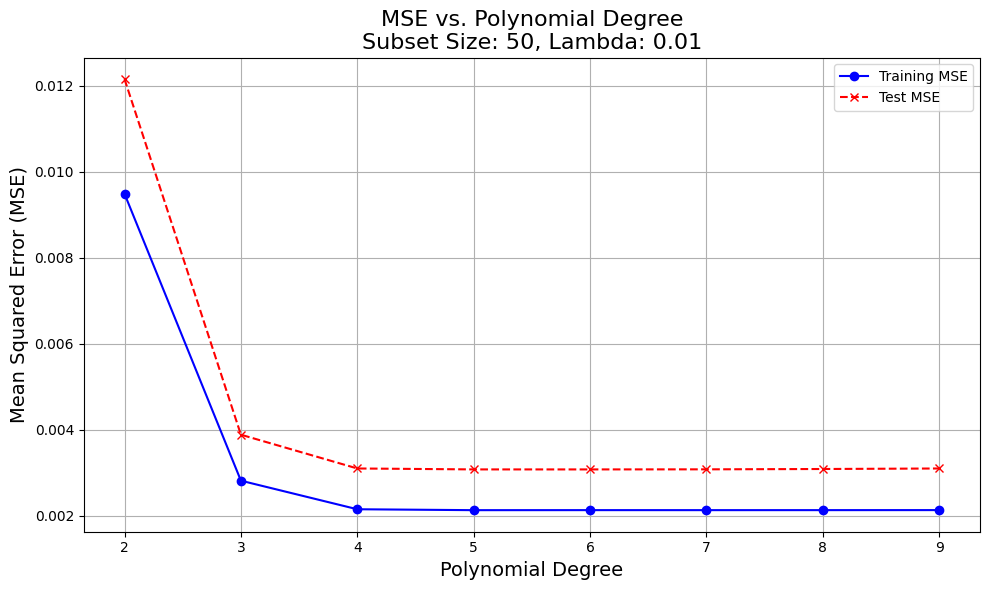 MSE vs. Polynomial Degree
Subset Size: 50, Lambda: 0.01
Training MSE
Test MSE
0.012
0.010
0.008
0.006
0.004
0.002
Mean Squared Error (MSE)
2 3 4 5 6 7 8 9
Polynomial Degree